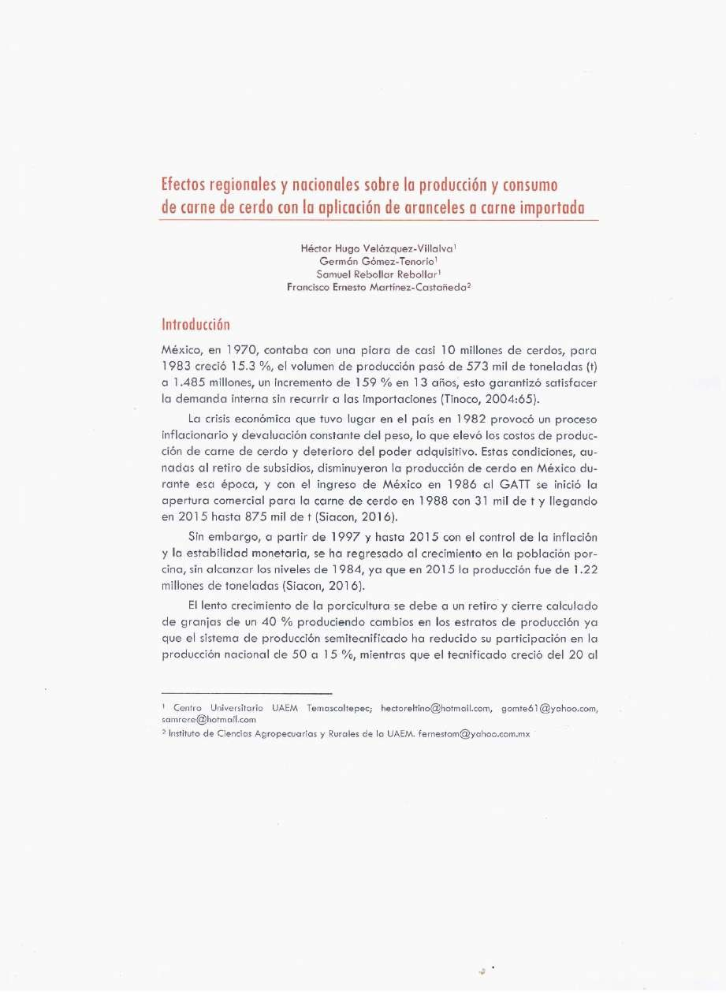 Efectos regionales y nacionales sobre la producción y consumo
de carne de cerdo con la aplicación de aranceles a carne importada
Héctor Hugo Velázquez-Villalva¹
Germán Gómez-Tenorio¹
Samuel Rebollar Rebollar¹
Francisco Ernesto Martínez-Castañeda²
Introducción
México, en 1970, contaba con una piara de casi 10 millones de cerdos, para
1983 creció 15.3 %, el volumen de producción pasó de 573 mil de toneladas (t)
a 1.485 millones, un incremento de 159 % en 13 años, esto garantizó satisfacer
la demanda interna sin recurrir a las importaciones (Tinoco, 2004:65).
La crisis económica que tuvo lugar en el país en 1982 provocó un proceso
inflacionario y devaluación constante del peso, lo que elevó los costos de produc-
ción de carne de cerdo y deterioro del poder adquisitivo. Estas condiciones, au-
nadas al retiro de subsidios, disminuyeron la producción de cerdo en México du-
rante esa época, y con el ingreso de México en 1986 al GATT se inició la
apertura comercial para la carne de cerdo en 1988 con 31 mil de t y llegando
en 2015 hasta 875 mil de t (Siacon, 2016).
Sin embargo, a partir de 1997 y hasta 2015 con el control de la inflación
y la estabilidad monetaria, se ha regresado al crecimiento en la población por-
cina, sin alcanzar los niveles de 1984, ya que en 2015 la producción fue de 1.22
millones de toneladas (Siacon, 2016).
El lento crecimiento de la porcicultura se debe a un retiro y cierre calculado
de granjas de un 40 % produciendo cambios en los estratos de producción ya
que el sistema de producción semitecnificado ha reducido su participación en la
producción nacional de 50 a 15 %, mientras que el tecnificado creció del 20 al
¹ Centro Universitario UAEM Temascaltepec; hectoreltino@hotmail.com, gomte61@yahoo.com,
samrere@hotmail.com
² Instituto de Ciencias Agropecuarias y Rurales de la UAEM. fernestom@yahoo.com.mx